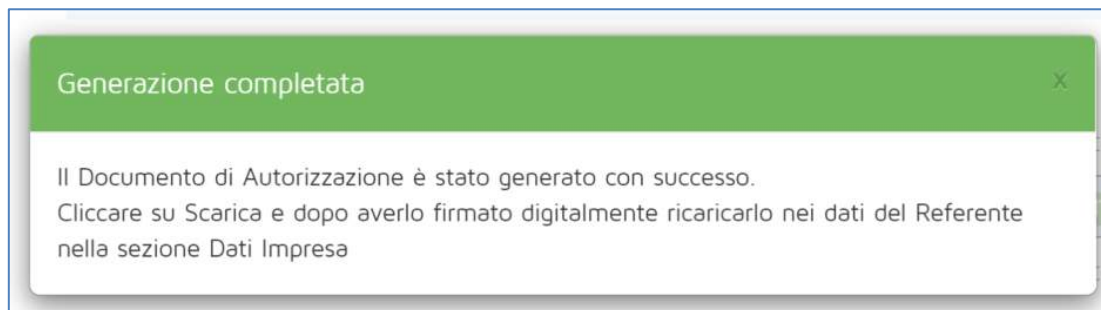 Generazione completata
x
Il Documento di Autorizzazione è stato generato con successo.
Cliccare su Scarica e dopo averlo firmato digitalmente ricaricarlo nei dati del Referente
nella sezione Dati Impresa